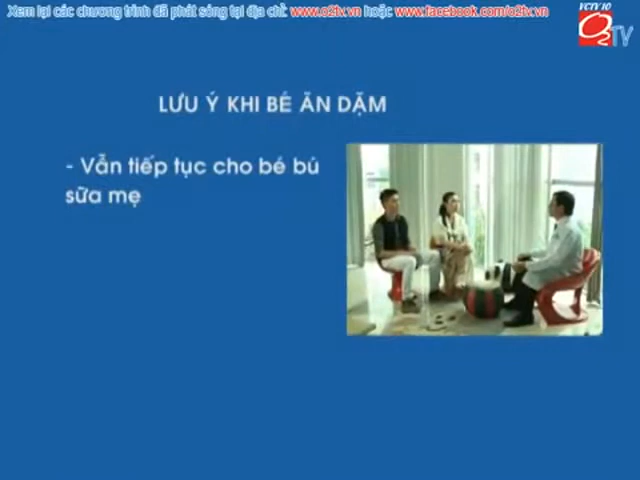 Xem lại các chương trình đã phát sóng tại địa chỉ: www.o2tv.vn hoặc www.facebook.com/o2tv.vn
VCTV 10
O2TV
LƯU Ý KHI BÉ ĂN DẶM
- Vẫn tiếp tục cho bé bú
sữa mẹ